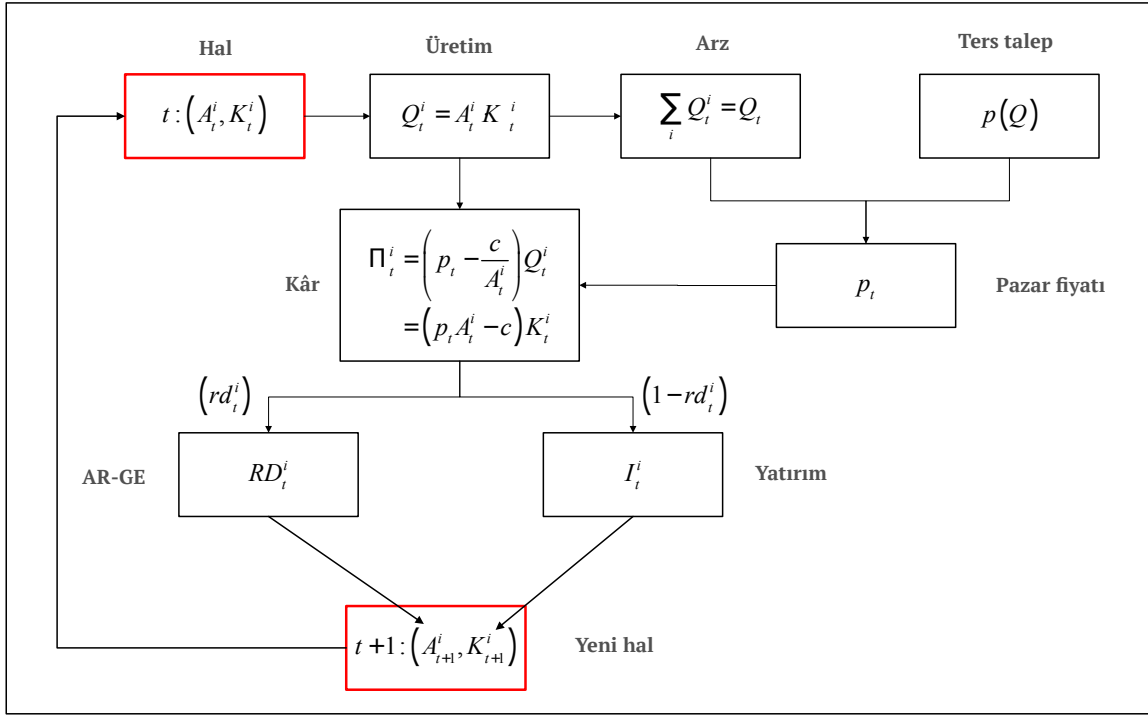 Hal
Üretim
Arz
Ters talep
t : (A_t^i, K_t^i)
Q_t^i = A_t^i K_t^i
∑_i Q_t^i = Q_t
p(Q)
Kâr
Π_t^i = (p_t − c/A_t^i) Q_t^i
= (p_t A_t^i − c) K_t^i
p_t
Pazar fiyatı
(rd_t^i)
(1 − rd_t^i)
AR-GE
RD_t^i
I_t^i
Yatırım
t + 1 : (A_{t+1}^i, K_{t+1}^i)
Yeni hal